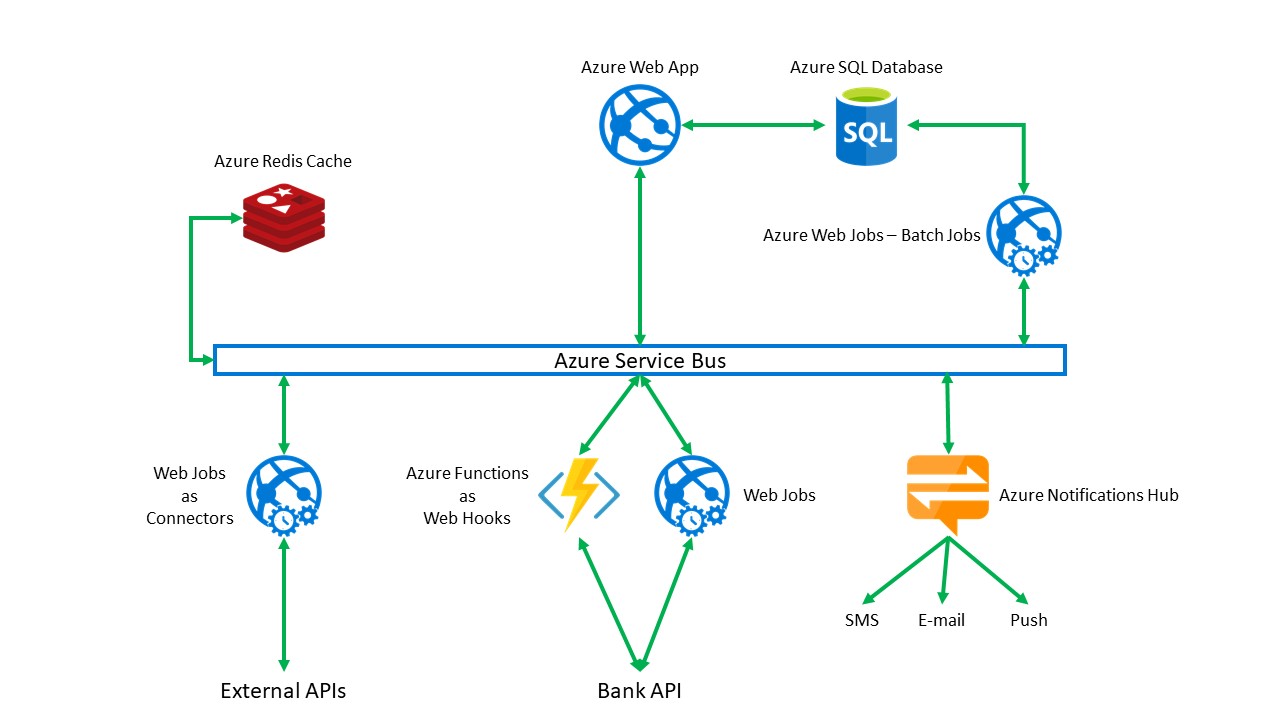 Azure Web App
Azure SQL Database
SQL
Azure Redis Cache
Azure Web Jobs – Batch Jobs
Azure Service Bus
Web Jobs
as
Connectors
Azure Functions
as
Web Hooks
Web Jobs
Azure Notifications Hub
SMS
E-mail
Push
External APIs
Bank API